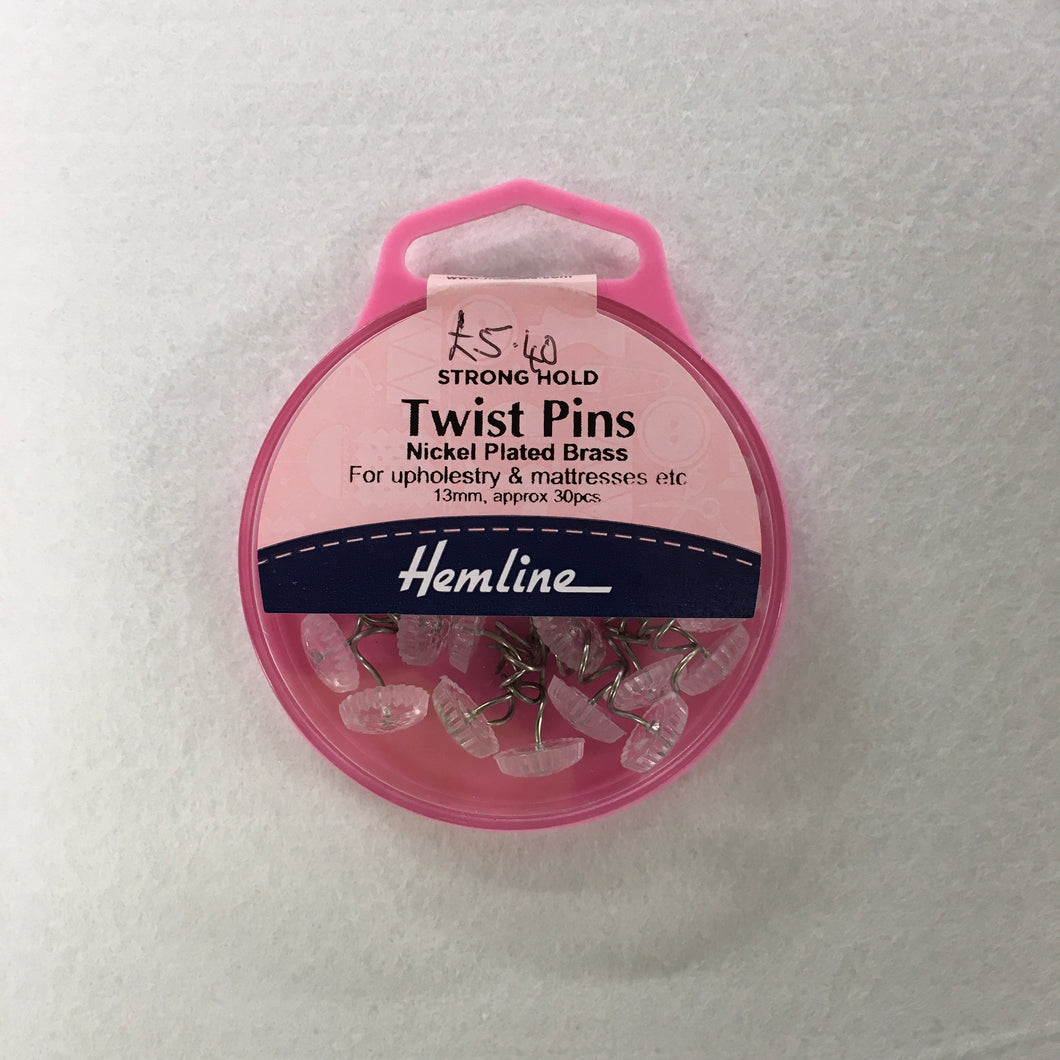 £5.40
STRONG HOLD
Twist Pins
Nickel Plated Brass
For upholestry & mattresses etc
13mm, approx 30pcs
Hemline